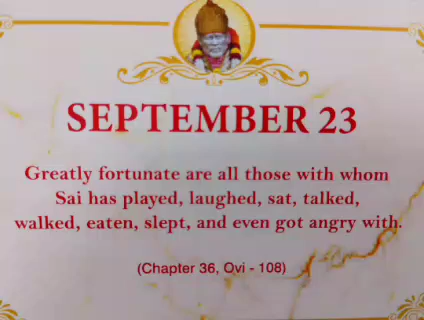 SEPTEMBER 23
Greatly fortunate are all those with whom
Sai has played, laughed, sat, talked,
walked, eaten, slept, and even got angry with.
(Chapter 36, Ovi - 108)